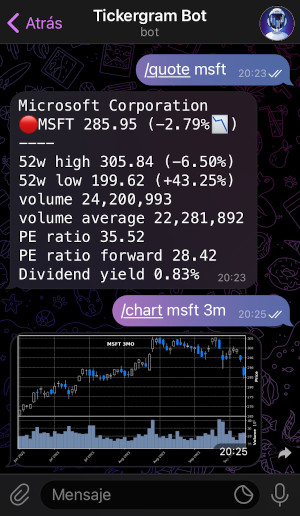 Atrás
Tickergram Bot
bot
/quote msft 20:23
Microsoft Corporation
🔴MSFT 285.95 (-2.79%📉)
----
52w high 305.84 (-6.50%)
52w low 199.62 (+43.25%)
volume 24,200,993
volume average 22,281,892
PE ratio 35.52
PE ratio forward 28.42
Dividend yield 0.83% 20:23
/chart msft 3m 20:25
MSFT 3MO
Price
Volume
20:25
Mensaje